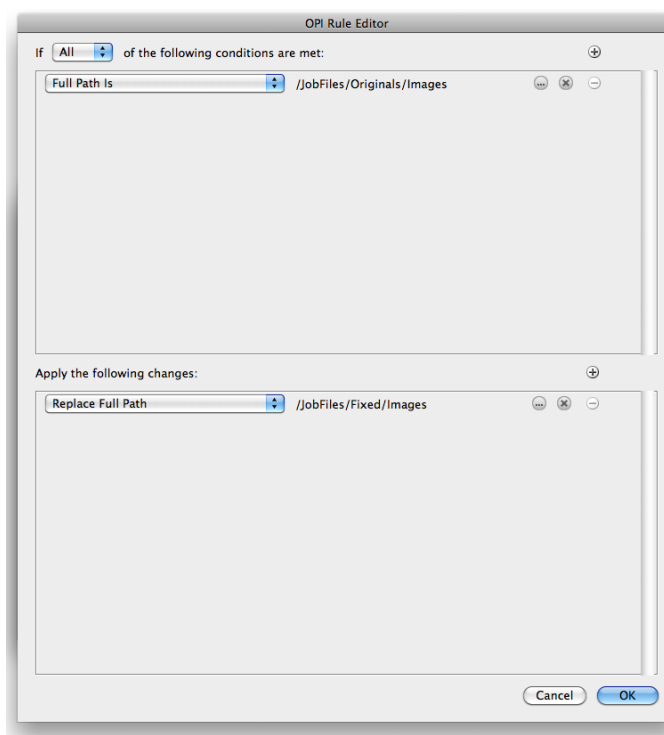 OPI Rule Editor
If All of the following conditions are met:
Full Path Is /JobFiles/Originals/Images
Apply the following changes:
Replace Full Path /JobFiles/Fixed/Images
Cancel OK